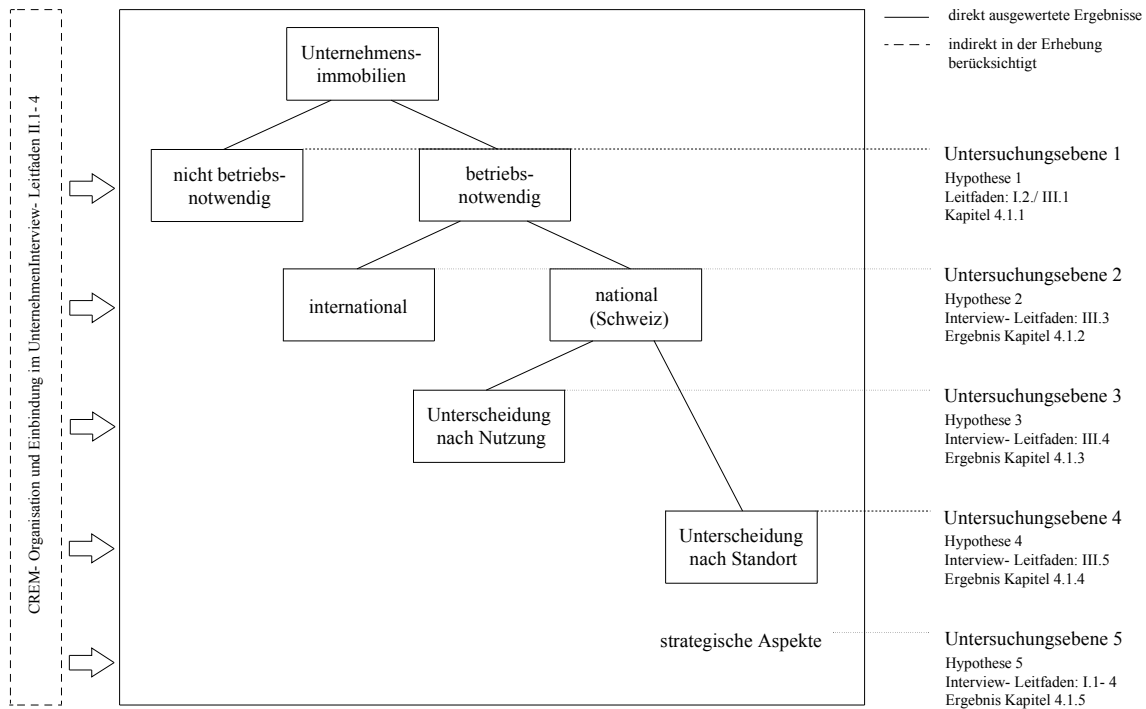 CREM- Organisation und Einbindung im UnternehmenInterview- Leitfaden II.1- 4
direkt ausgewertete Ergebnisse
indirekt in der Erhebung
berücksichtigt
Unternehmens-
immobilien
nicht betriebs-
notwendig
betriebs-
notwendig
Untersuchungsebene 1
Hypothese 1
Leitfaden: I.2./ III.1
Kapitel 4.1.1
international
national
(Schweiz)
Untersuchungsebene 2
Hypothese 2
Interview- Leitfaden: III.3
Ergebnis Kapitel 4.1.2
Unterscheidung
nach Nutzung
Untersuchungsebene 3
Hypothese 3
Interview- Leitfaden: III.4
Ergebnis Kapitel 4.1.3
Unterscheidung
nach Standort
Untersuchungsebene 4
Hypothese 4
Interview- Leitfaden: III.5
Ergebnis Kapitel 4.1.4
strategische Aspekte
Untersuchungsebene 5
Hypothese 5
Interview- Leitfaden: I.1- 4
Ergebnis Kapitel 4.1.5